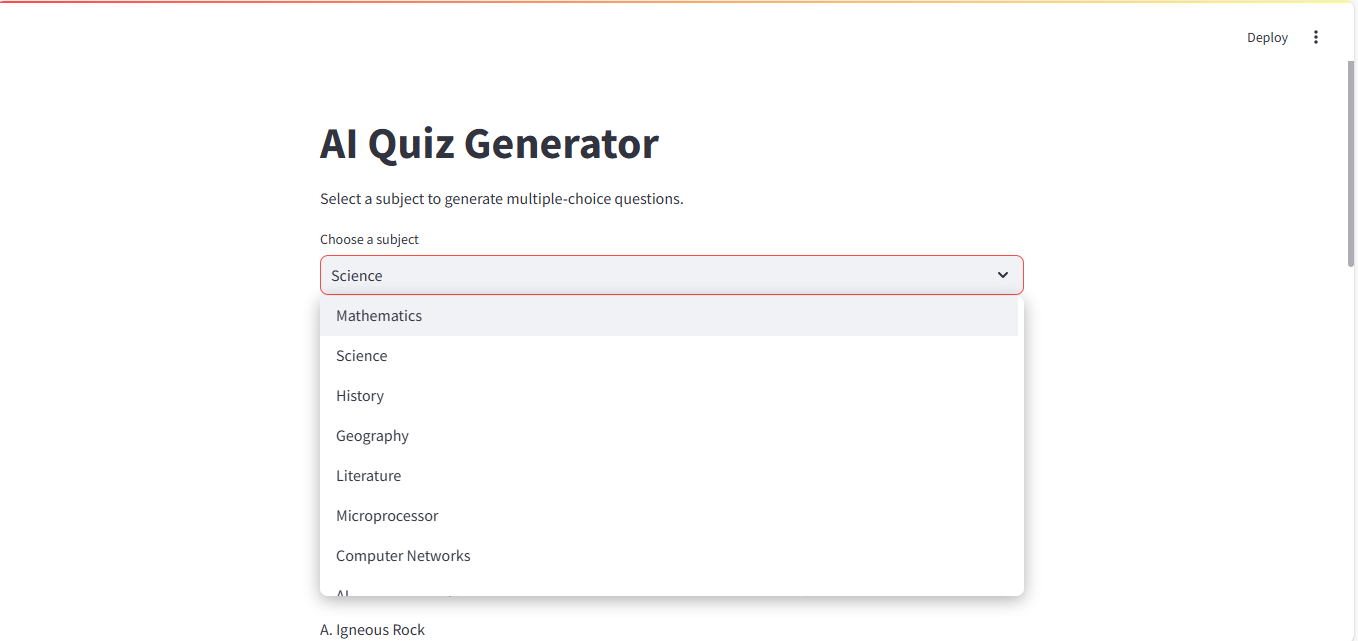 Deploy
AI Quiz Generator
Select a subject to generate multiple-choice questions.
Choose a subject
Science
Mathematics
Science
History
Geography
Literature
Microprocessor
Computer Networks
A. Igneous Rock